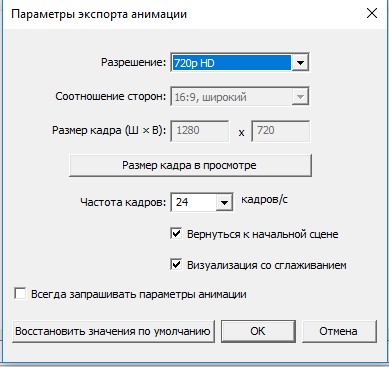 Параметры экспорта анимации
Разрешение: 720p HD
Соотношение сторон: 16:9, широкий
Размер кадра (Ш × В): 1280 x 720
Размер кадра в просмотре
Частота кадров: 24 кадров/с
Вернуться к начальной сцене
Визуализация со сглаживанием
Всегда запрашивать параметры анимации
Восстановить значения по умолчанию OK Отмена